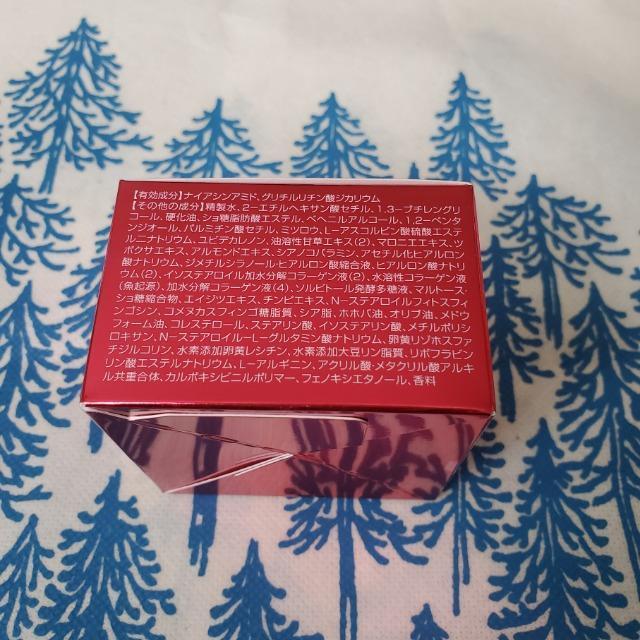 【有効成分】ナイアシンアミド、グリチルリチン酸ジカリウム
【その他の成分】精製水、2-エチルヘキサン酸セチル、1,3-ブチレングリ
コール、硬化油、ショ糖脂肪酸エステル、ベヘニルアルコール、1,2-ペンタ
ンジオール、パルミチン酸セチル、ミツロウ、L-アスコルビン酸硫酸エステ
ル二ナトリウム、ユビデカレノン、油溶性甘草エキス(2)、マロニエエキス、ツ
ボクサエキス、アルモンドエキス、シアノコバラミン、アセチル化ヒアルロン
酸ナトリウム、ジメチルシラノール・ヒアルロン酸縮合液、ヒアルロン酸ナトリ
ウム(2)、イソステアロイル加水分解コラーゲン、水溶性コラーゲン液
(魚起源)、加水分解コラーゲン液(4)、ソルビトール発酵多糖液、マルトース・
ショ糖縮合物、エイジツエキス、チンピエキス、N-ステアロイルフィトスフィ
ンゴシン、コメヌカスフィンゴ糖脂質、シア脂、ホホバ油、オリブ油、メドウ
フォーム油、コレステロール、ステアリン酸、イソステアリン酸、メチルポリシ
ロキサン、N-ステアロイル-L-グルタミン酸ナトリウム、卵黄リゾホスファ
チジルコリン、水素添加卵黄レシチン、水素添加大豆リン脂質、リボフラビン
リン酸エステルナトリウム、L-アルギニン、アクリル酸・メタクリル酸アルキ
ル共重合体、カルボキシビニルポリマー、フェノキシエタノール、香料